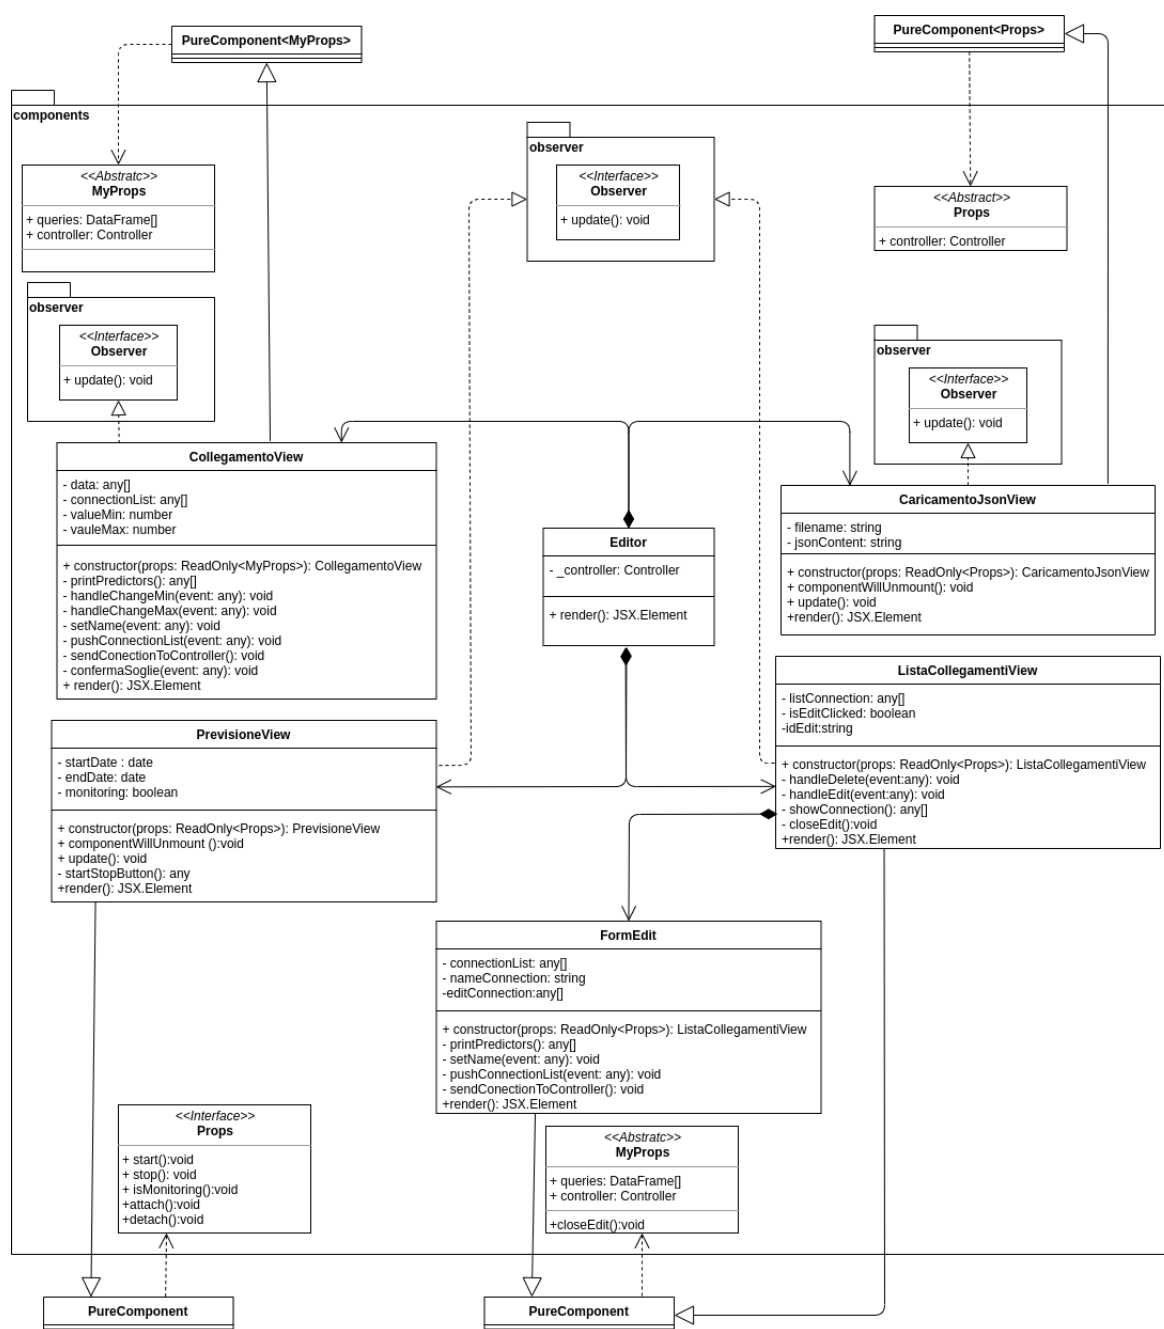 PureComponent<MyProps>
PureComponent<Props>
components
observer
<<Interface>>
Observer
+ update(): void
<<Abstratc>>
MyProps
+ queries: DataFrame[]
+ controller: Controller
<<Abstract>>
Props
+ controller: Controller
observer
<<Interface>>
Observer
+ update(): void
observer
<<Interface>>
Observer
+ update(): void
CollegamentoView
- data: any[]
- connectionList: any[]
- valueMin: number
- vauleMax: number
+ constructor(props: ReadOnly<MyProps>): CollegamentoView
- printPredictors(): any[]
- handleChangeMin(event: any): void
- handleChangeMax(event: any): void
- setName(event: any): void
- pushConnectionList(event: any): void
- sendConectionToController(): void
- confermaSoglie(event: any): void
+ render(): JSX.Element
CaricamentoJsonView
- filename: string
- jsonContent: string
+ constructor(props: ReadOnly<Props>): CaricamentoJsonView
+ componentWillUnmount(): void
+ update(): void
+render(): JSX.Element
Editor
- _controller: Controller
+ render(): JSX.Element
ListaCollegamentiView
- listConnection: any[]
- isEditClicked: boolean
-idEdit:string
+ constructor(props: ReadOnly<Props>): ListaCollegamentiView
- handleDelete(event:any): void
- handleEdit(event:any): void
- showConnection(): any[]
- closeEdit():void
+render(): JSX.Element
PrevisioneView
- startDate : date
- endDate: date
- monitoring: boolean
+ constructor(props: ReadOnly<Props>): PrevisioneView
+ componentWillUnmount ():void
+ update(): void
- startStopButton(): any
+render(): JSX.Element
FormEdit
- connectionList: any[]
- nameConnection: string
-editConnection:any[]
+ constructor(props: ReadOnly<Props>): ListaCollegamentiView
- printPredictors(): any[]
- setName(event: any): void
- pushConnectionList(event: any): void
- sendConectionToController(): void
+render(): JSX.Element
<<Interface>>
Props
+ start():void
+ stop(): void
+ isMonitoring():void
+attach():void
+detach():void
<<Abstratc>>
MyProps
+ queries: DataFrame[]
+ controller: Controller
+closeEdit():void
PureComponent
PureComponent